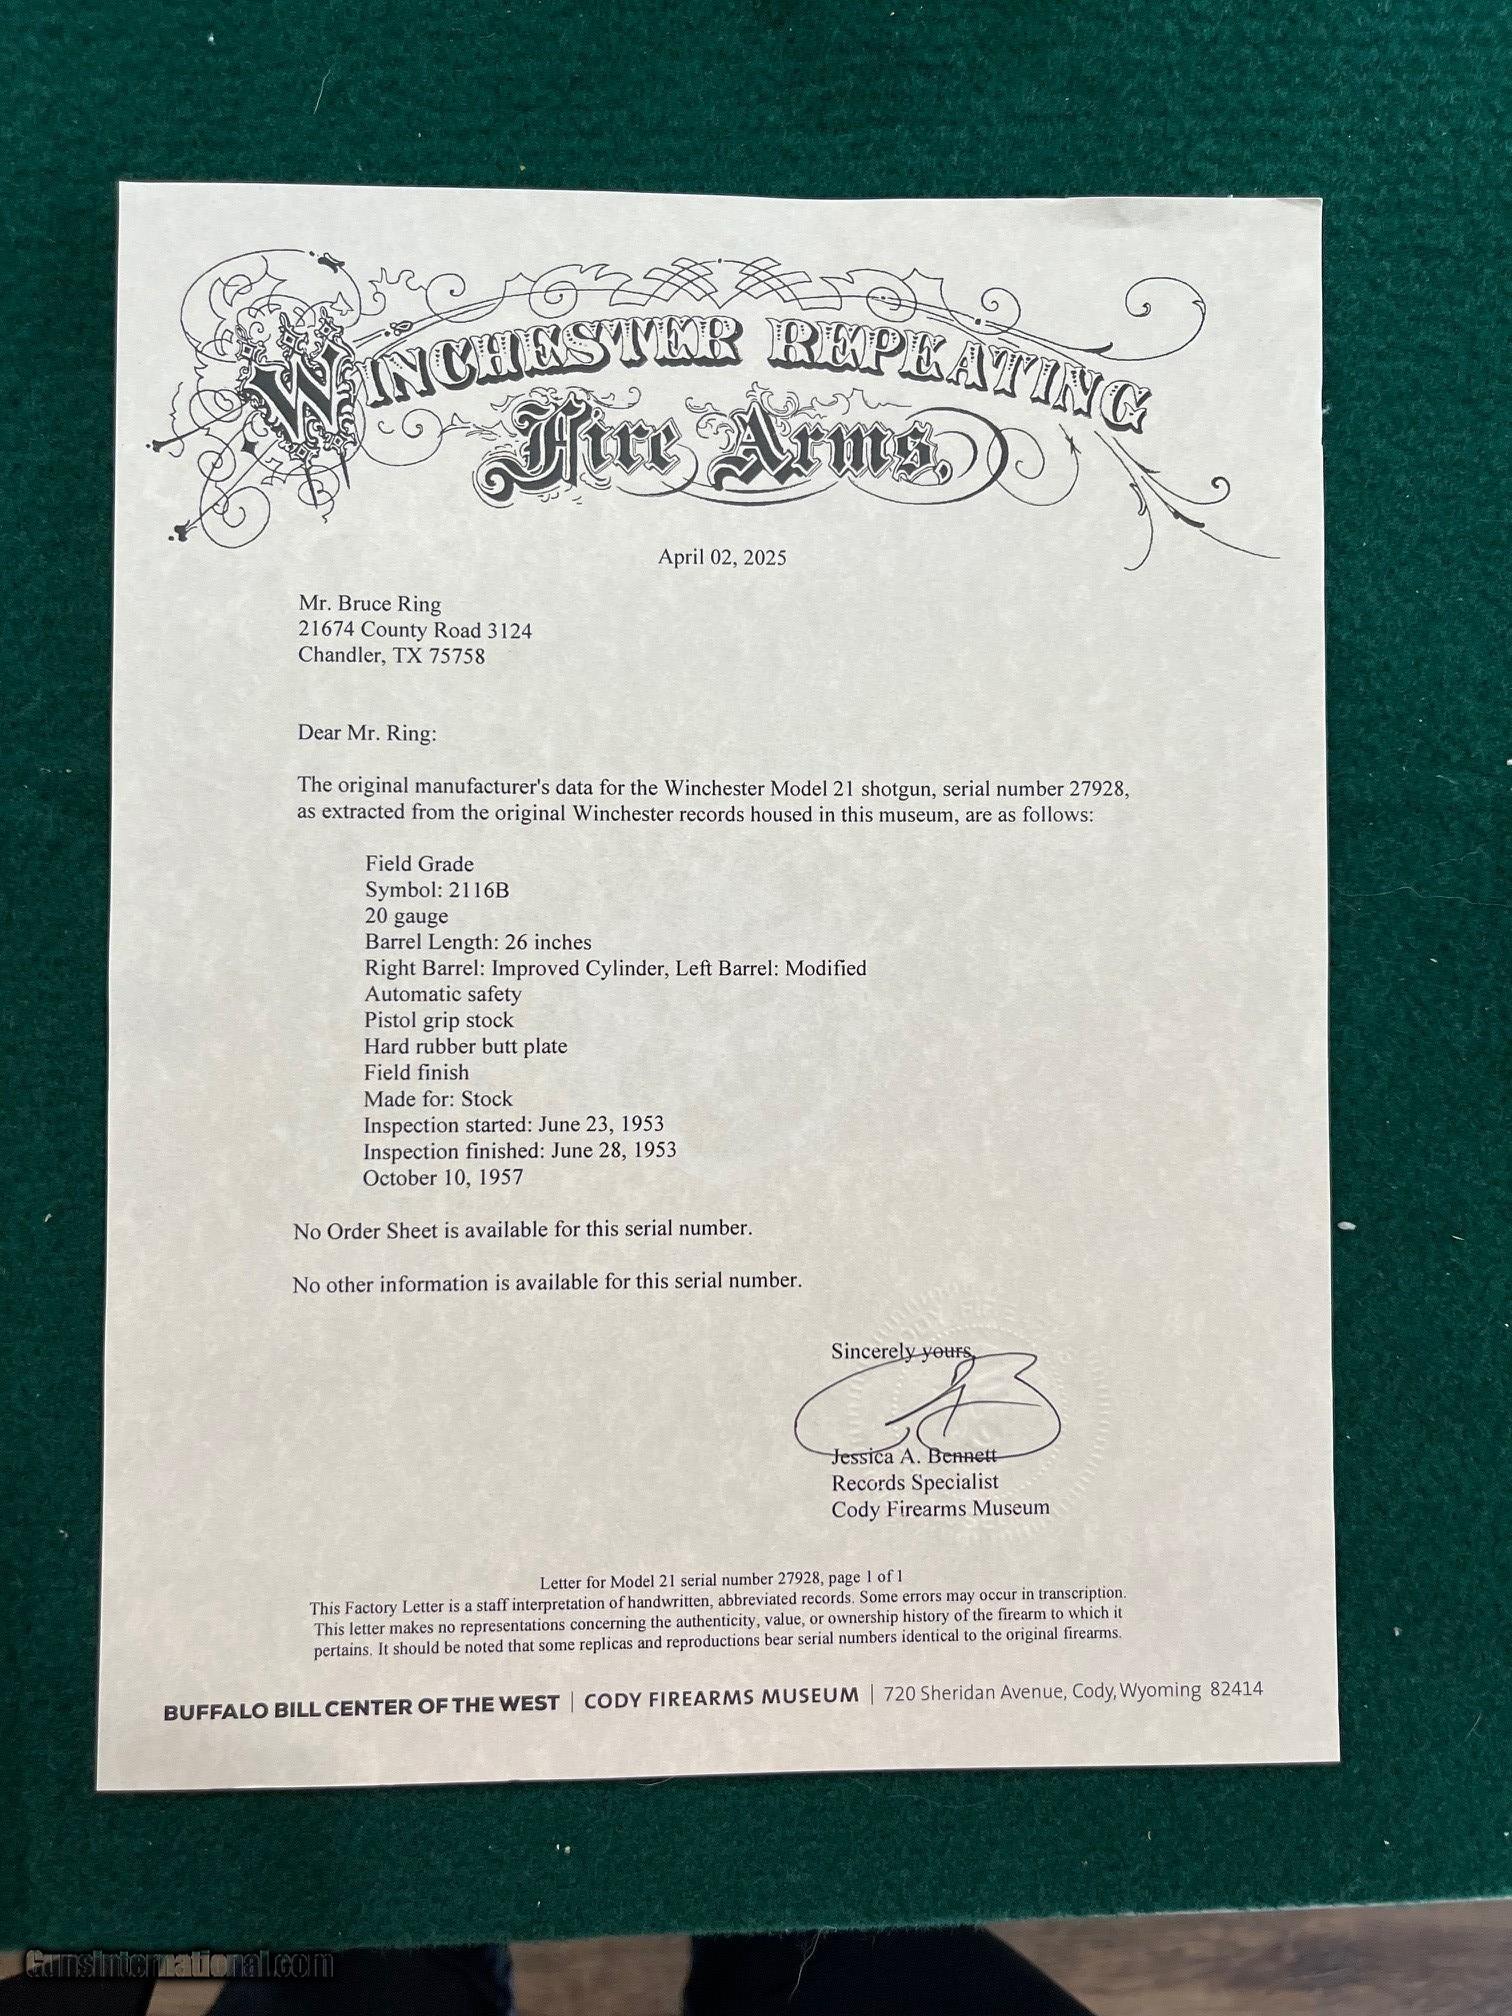 WINCHESTER REPEATING
Fire Arms.
April 02, 2025
Mr. Bruce Ring
21674 County Road 3124
Chandler, TX 75758
Dear Mr. Ring:
The original manufacturer's data for the Winchester Model 21 shotgun, serial number 27928,
as extracted from the original Winchester records housed in this museum, are as follows:
Field Grade
Symbol: 2116B
20 gauge
Barrel Length: 26 inches
Right Barrel: Improved Cylinder, Left Barrel: Modified
Automatic safety
Pistol grip stock
Hard rubber butt plate
Field finish
Made for: Stock
Inspection started: June 23, 1953
Inspection finished: June 28, 1953
October 10, 1957
No Order Sheet is available for this serial number.
No other information is available for this serial number.
Sincerely yours,
Jessica A. Bennett
Records Specialist
Cody Firearms Museum
Letter for Model 21 serial number 27928, page 1 of 1
This Factory Letter is a staff interpretation of handwritten, abbreviated records. Some errors may occur in transcription.
This letter makes no representations concerning the authenticity, value, or ownership history of the firearm to which it
pertains. It should be noted that some replicas and reproductions bear serial numbers identical to the original firearms.
BUFFALO BILL CENTER OF THE WEST | CODY FIREARMS MUSEUM | 720 Sheridan Avenue, Cody, Wyoming 82414
Gunsinternational.com